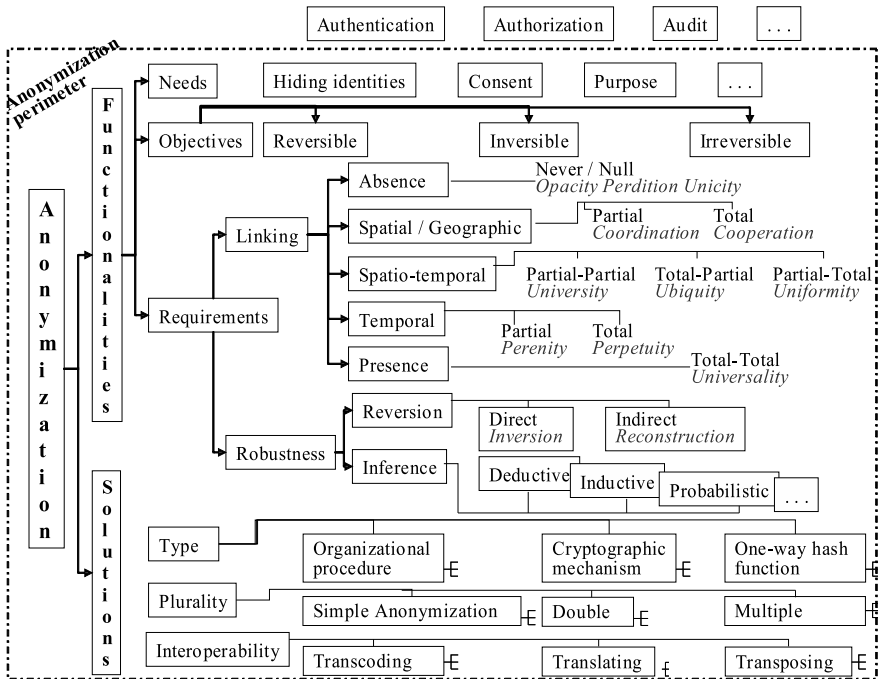 Authentication
Authorization
Audit
. . .
Anonymization
perimeter
Anonymization
Functionalities
Needs
Hiding identities
Consent
Purpose
. . .
Objectives
Reversible
Inversible
Irreversible
Requirements
Linking
Absence
Never / Null
Opacity Perdition Unicity
Spatial / Geographic
Partial
Coordination
Total
Cooperation
Spatio-temporal
Partial-Partial
University
Total-Partial
Ubiquity
Partial-Total
Uniformity
Temporal
Partial
Perenity
Total
Perpetuity
Presence
Total-Total
Universality
Robustness
Reversion
Direct
Inversion
Indirect
Reconstruction
Inference
Deductive
Inductive
Probabilistic
. . .
Solutions
Type
Organizational
procedure
Cryptographic
mechanism
One-way hash
function
Plurality
Simple Anonymization
Double
Multiple
Interoperability
Transcoding
Translating
Transposing